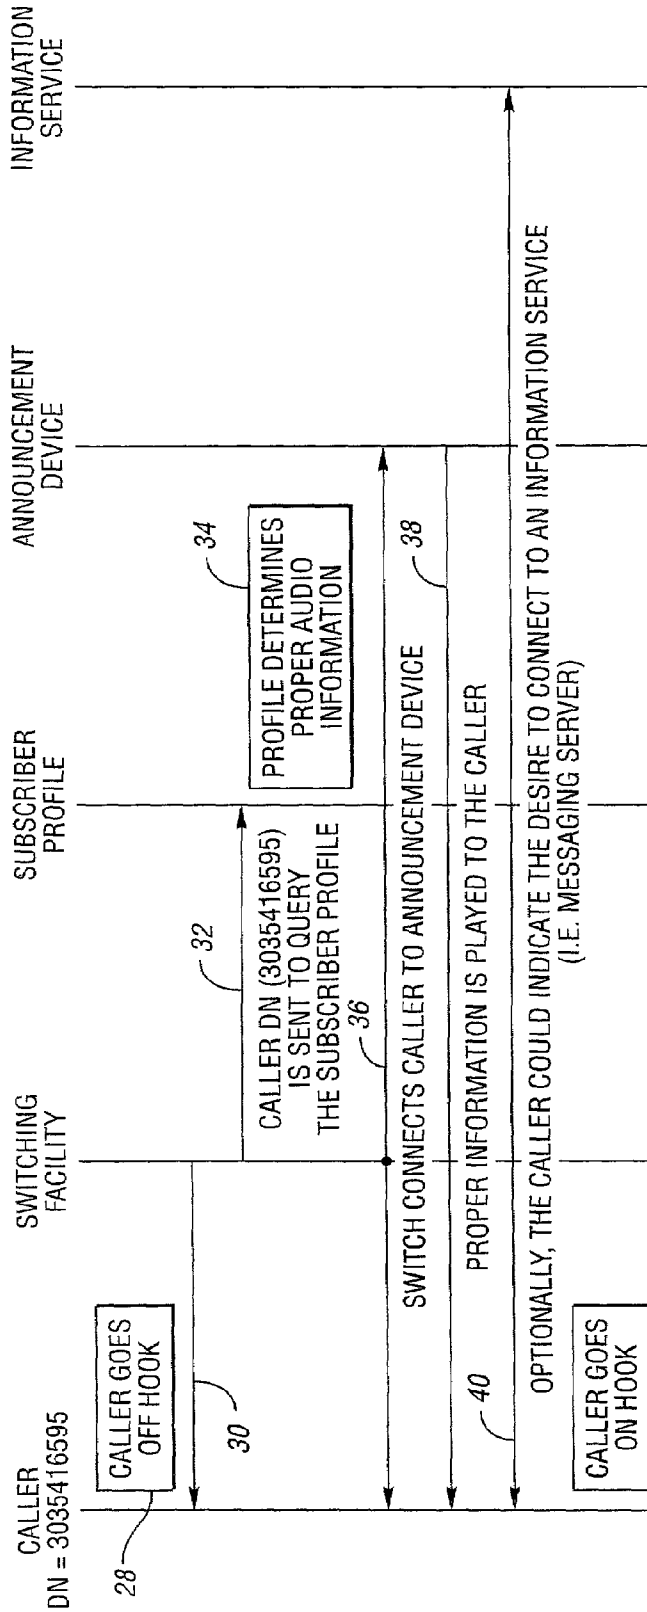 CALLER
DN = 3035416595
SWITCHING
FACILITY
SUBSCRIBER
PROFILE
ANNOUNCEMENT
DEVICE
INFORMATION
SERVICE
28
CALLER GOES
OFF HOOK
30
32
CALLER DN (3035416595)
IS SENT TO QUERY
THE SUBSCRIBER PROFILE
34
PROFILE DETERMINES
PROPER AUDIO
INFORMATION
36
SWITCH CONNECTS CALLER TO ANNOUNCEMENT DEVICE
38
PROPER INFORMATION IS PLAYED TO THE CALLER
40
OPTIONALLY, THE CALLER COULD INDICATE THE DESIRE TO CONNECT TO AN INFORMATION SERVICE
(I.E. MESSAGING SERVER)
CALLER GOES
ON HOOK